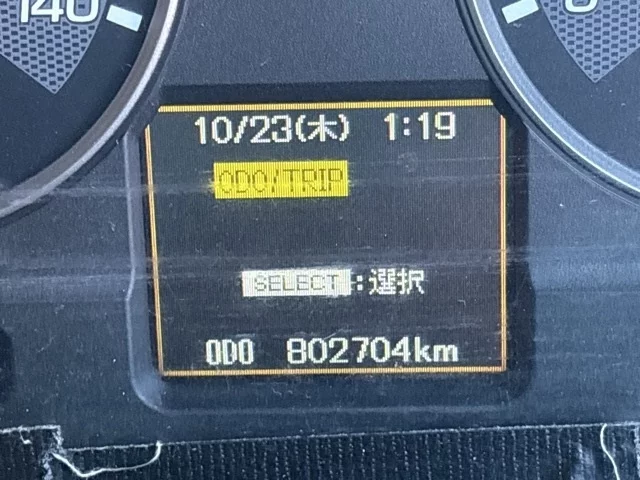 140
10/23(木) 1:19
ODO/TRIP
SELECT:選択
ODO 802704km